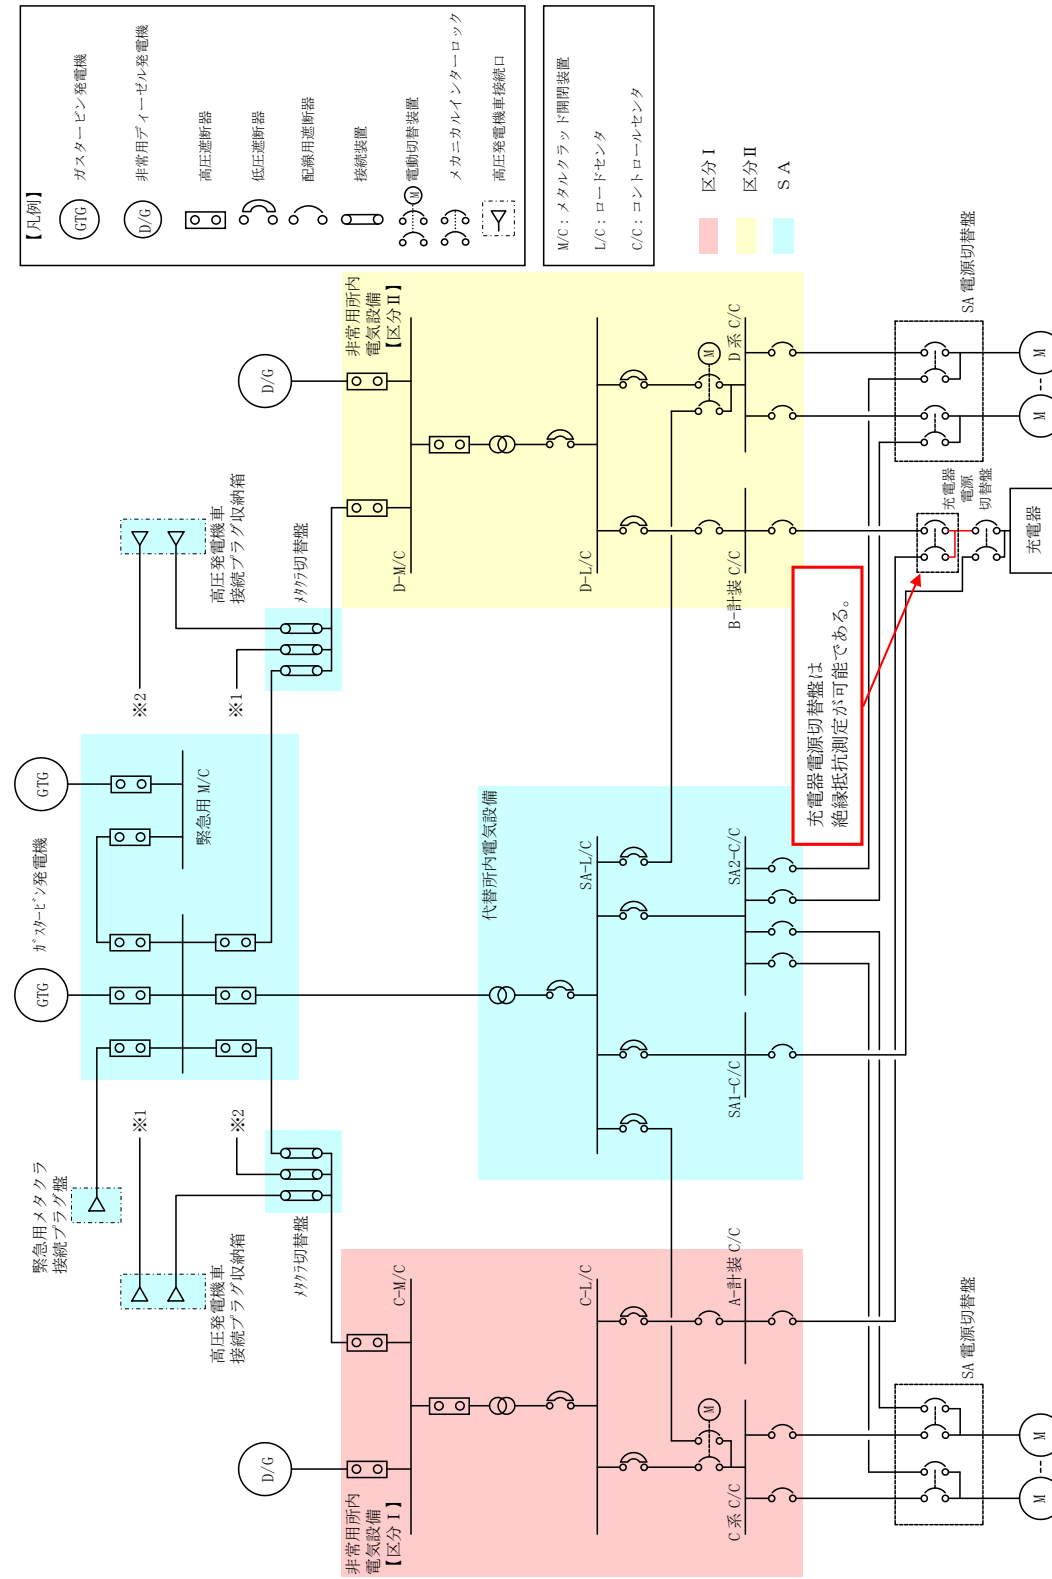 【凡例】
GTG
ガスタービン発電機
D/G
非常用ディーゼル発電機
高圧遮断器
低圧遮断器
配線用遮断器
接続装置
M
電動切替装置
メカニカルインターロック
高圧発電機車接続口
M/C：メタルクラッド開閉装置
L/C：ロードセンタ
C/C：コントロールセンタ
区分Ⅰ
区分Ⅱ
SA
緊急用メタクラ
接続プラグ盤
GTG
ｶﾞｽﾀｰﾋﾞﾝ発電機
GTG
緊急用 M/C
※1
※2
高圧発電機車
接続プラグ収納箱
ﾒﾀｸﾗ切替盤
※2
※1
高圧発電機車
接続プラグ収納箱
ﾒﾀｸﾗ切替盤
D/G
非常用所内
電気設備
【区分Ⅰ】
C-M/C
C-L/C
M
C 系 C/C
A-計装 C/C
代替所内電気設備
SA-L/C
SA1-C/C
SA2-C/C
D/G
非常用所内
電気設備
【区分Ⅱ】
D-M/C
D-L/C
M
B-計装 C/C
D 系 C/C
充電器電源切替盤は
絶縁抵抗測定が可能である。
SA 電源切替盤
M
M
充電器
電源
切替盤
充電器
SA 電源切替盤
M
M